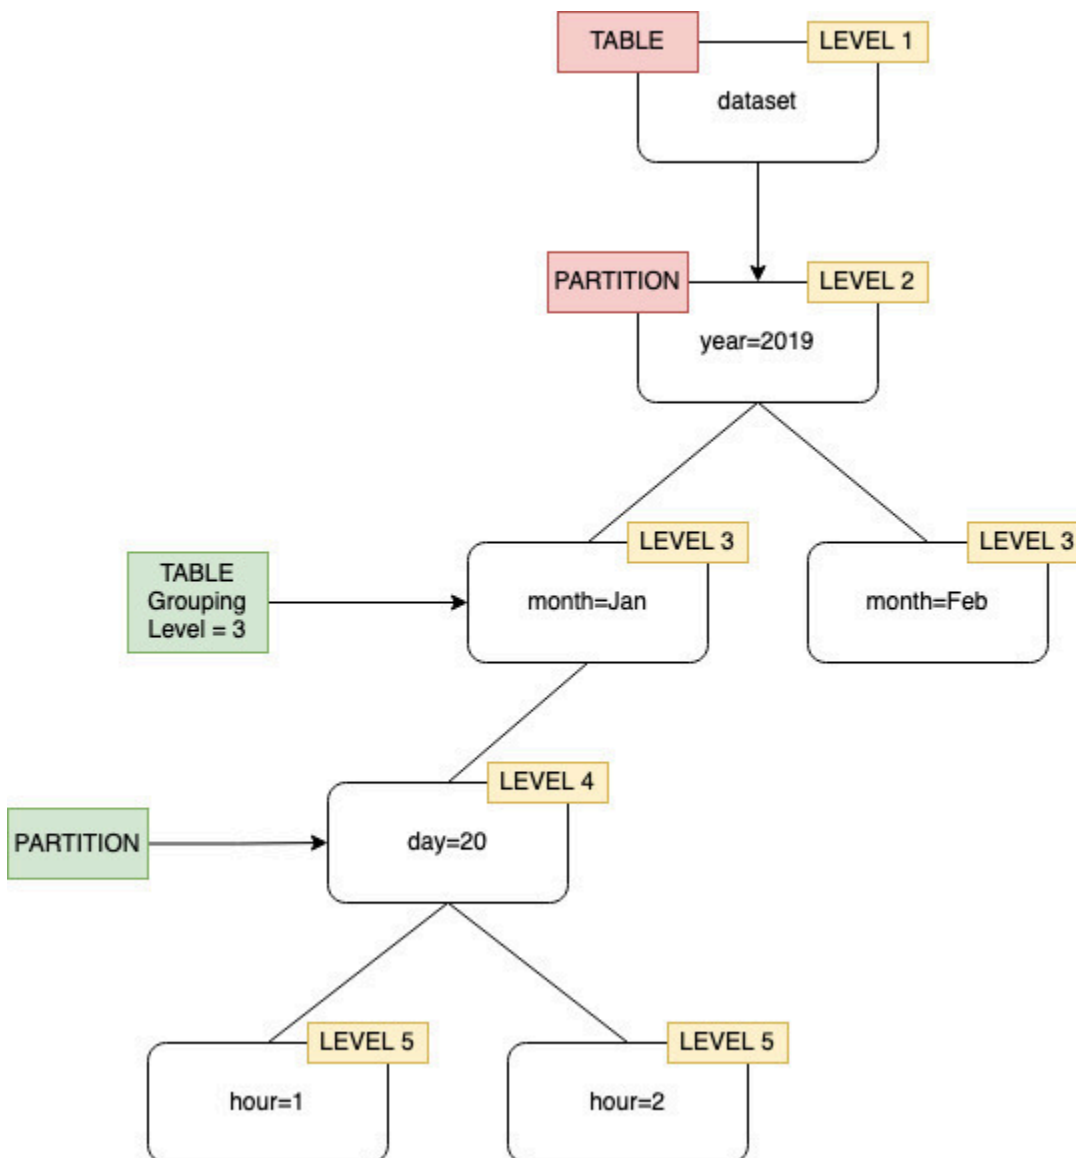 TABLE
LEVEL 1
dataset
PARTITION
LEVEL 2
year=2019
LEVEL 3
LEVEL 3
TABLE
Grouping
Level = 3
month=Jan
month=Feb
LEVEL 4
PARTITION
day=20
LEVEL 5
LEVEL 5
hour=1
hour=2